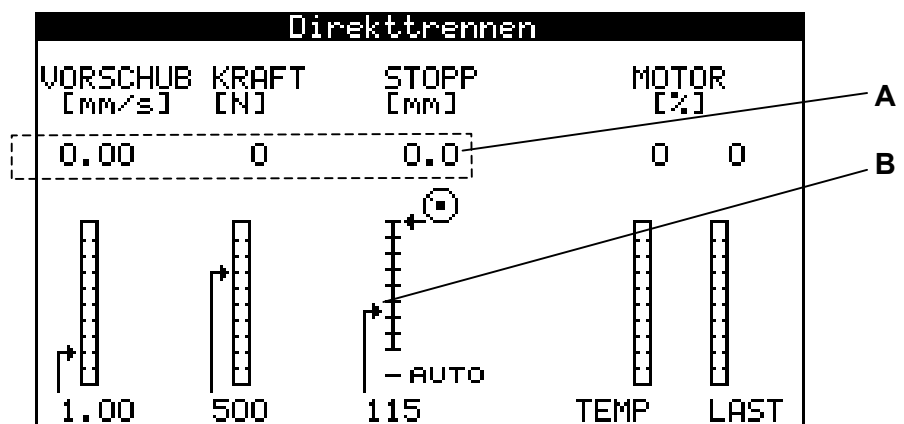 Direkttrennen
VORSCHUB KRAFT STOPP MOTOR
[mm/s] [N] [mm] [%]
A
0.00 0 0.0 0 0
B
- AUTO
1.00 500 115 TEMP LAST